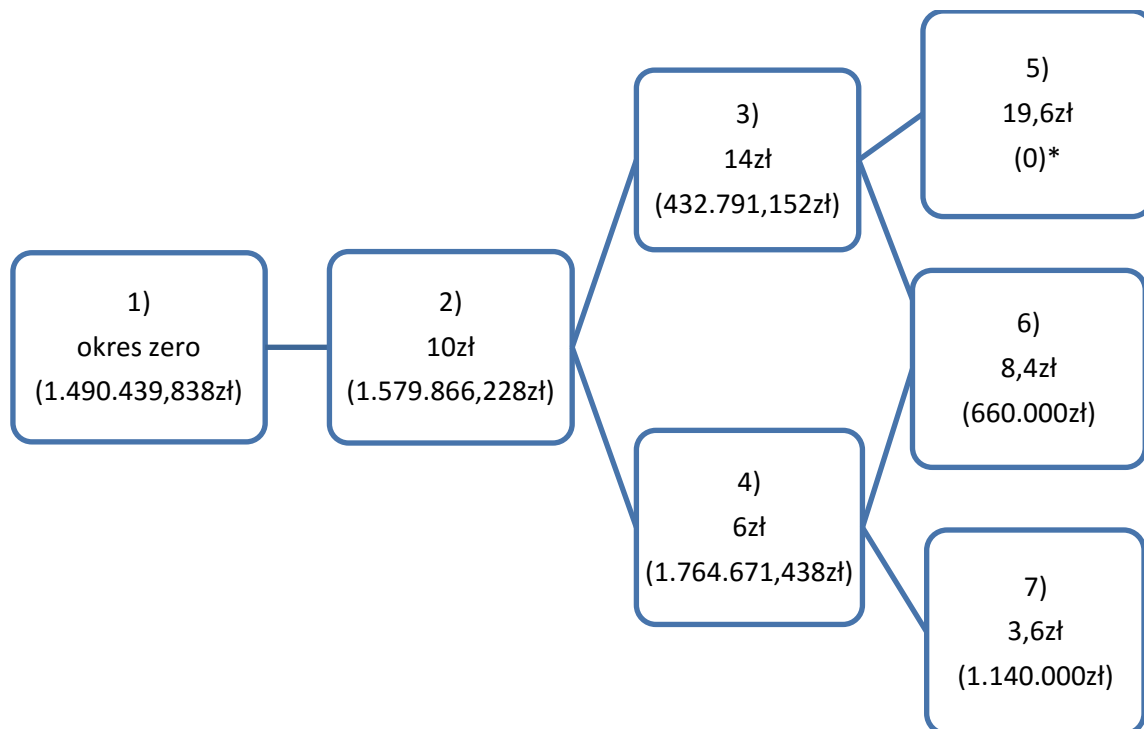 1)
okres zero
(1.490.439,838zł)
2)
10zł
(1.579.866,228zł)
3)
14zł
(432.791,152zł)
4)
6zł
(1.764.671,438zł)
5)
19,6zł
(0)*
6)
8,4zł
(660.000zł)
7)
3,6zł
(1.140.000zł)